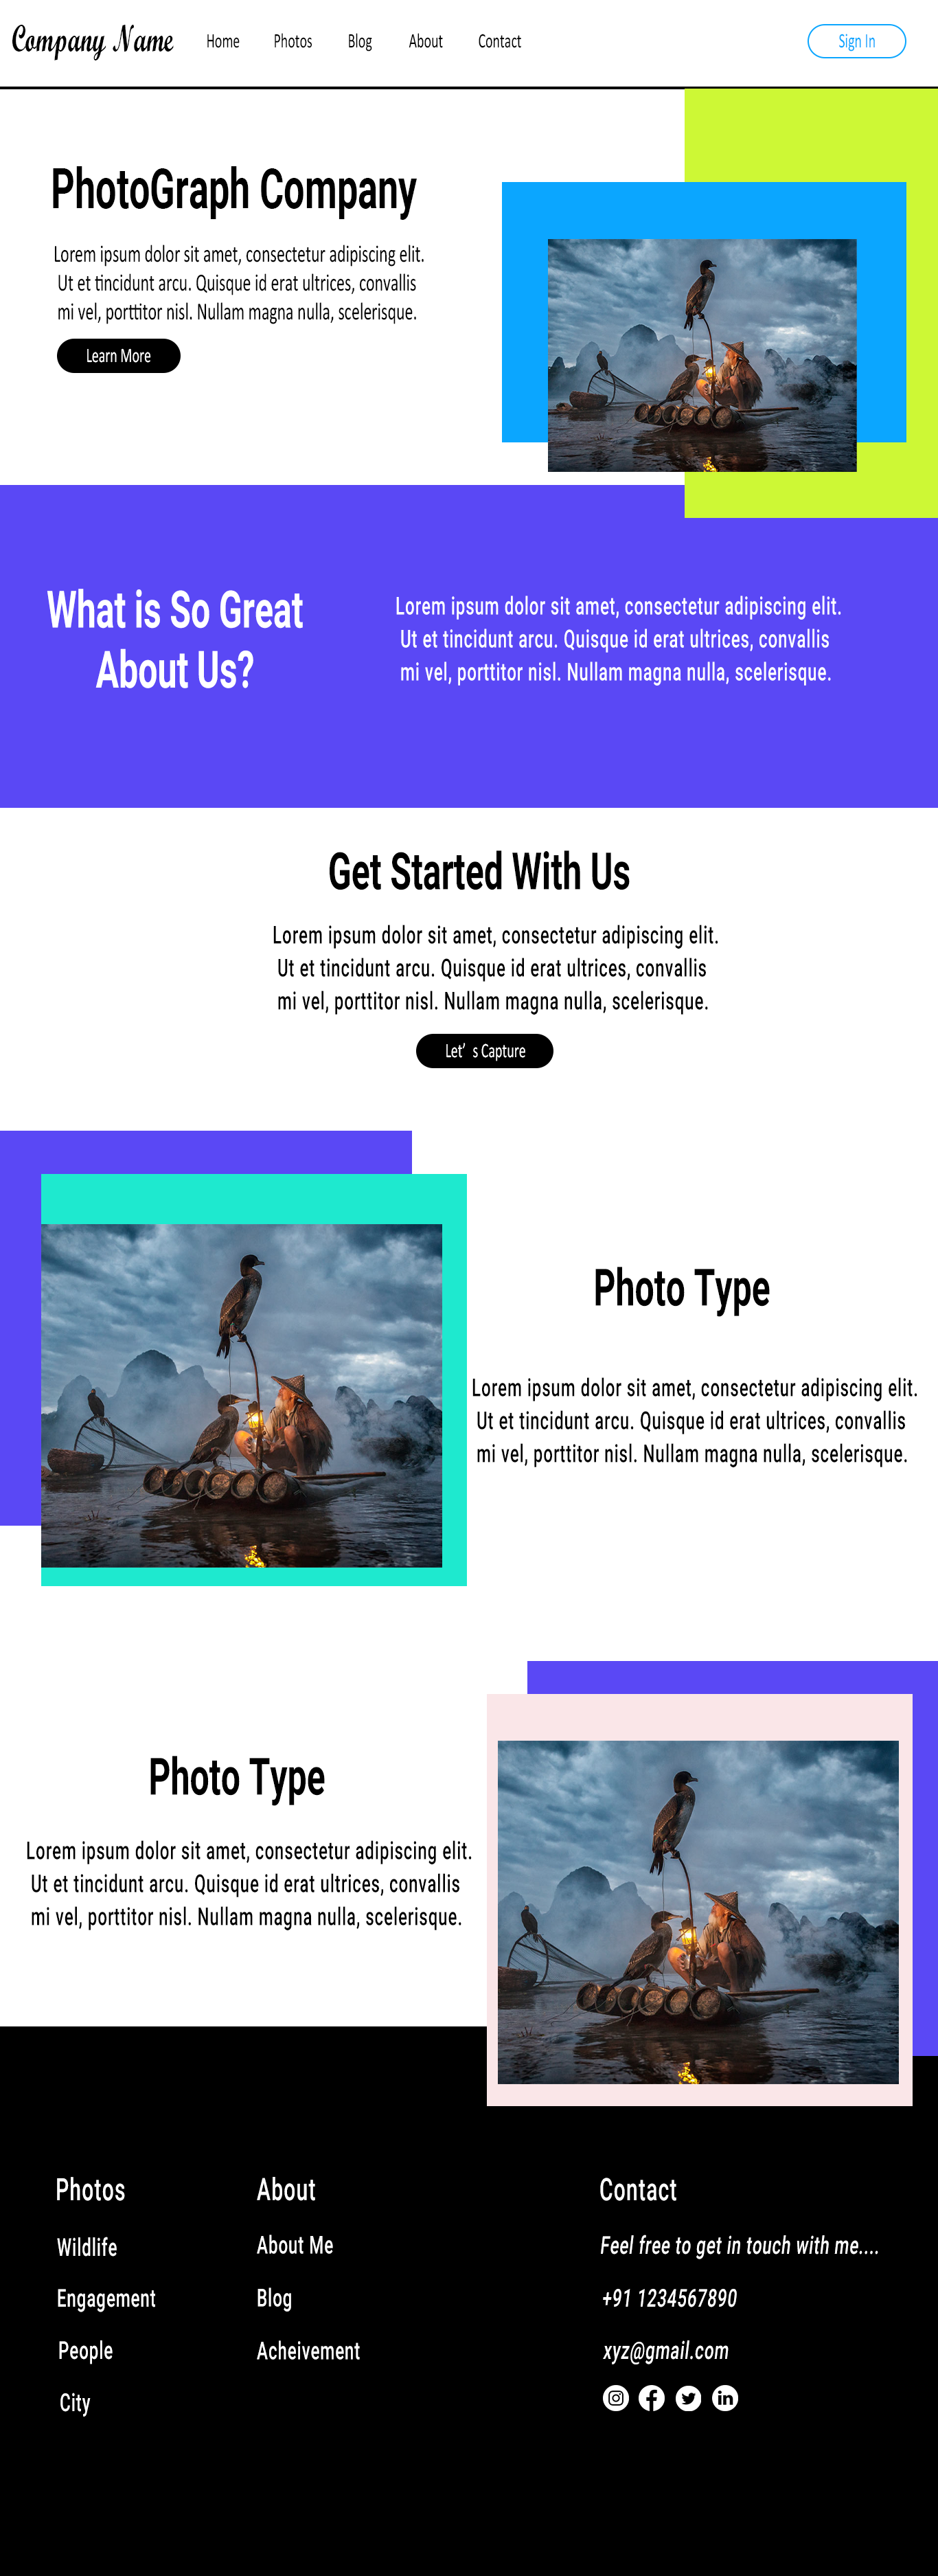 Company Name
Home
Photos
Blog
About
Contact
Sign In
PhotoGraph Company
Lorem ipsum dolor sit amet, consectetur adipiscing elit.
Ut et tincidunt arcu. Quisque id erat ultrices, convallis
mi vel, porttitor nisl. Nullam magna nulla, scelerisque.
Learn More
What is So Great
About Us?
Lorem ipsum dolor sit amet, consectetur adipiscing elit.
Ut et tincidunt arcu. Quisque id erat ultrices, convallis
mi vel, porttitor nisl. Nullam magna nulla, scelerisque.
Get Started With Us
Lorem ipsum dolor sit amet, consectetur adipiscing elit.
Ut et tincidunt arcu. Quisque id erat ultrices, convallis
mi vel, porttitor nisl. Nullam magna nulla, scelerisque.
Let’s Capture
Photo Type
Lorem ipsum dolor sit amet, consectetur adipiscing elit.
Ut et tincidunt arcu. Quisque id erat ultrices, convallis
mi vel, porttitor nisl. Nullam magna nulla, scelerisque.
Photo Type
Lorem ipsum dolor sit amet, consectetur adipiscing elit.
Ut et tincidunt arcu. Quisque id erat ultrices, convallis
mi vel, porttitor nisl. Nullam magna nulla, scelerisque.
Photos
Wildlife
Engagement
People
City
About
About Me
Blog
Acheivement
Contact
Feel free to get in touch with me....
+91 1234567890
xyz@gmail.com